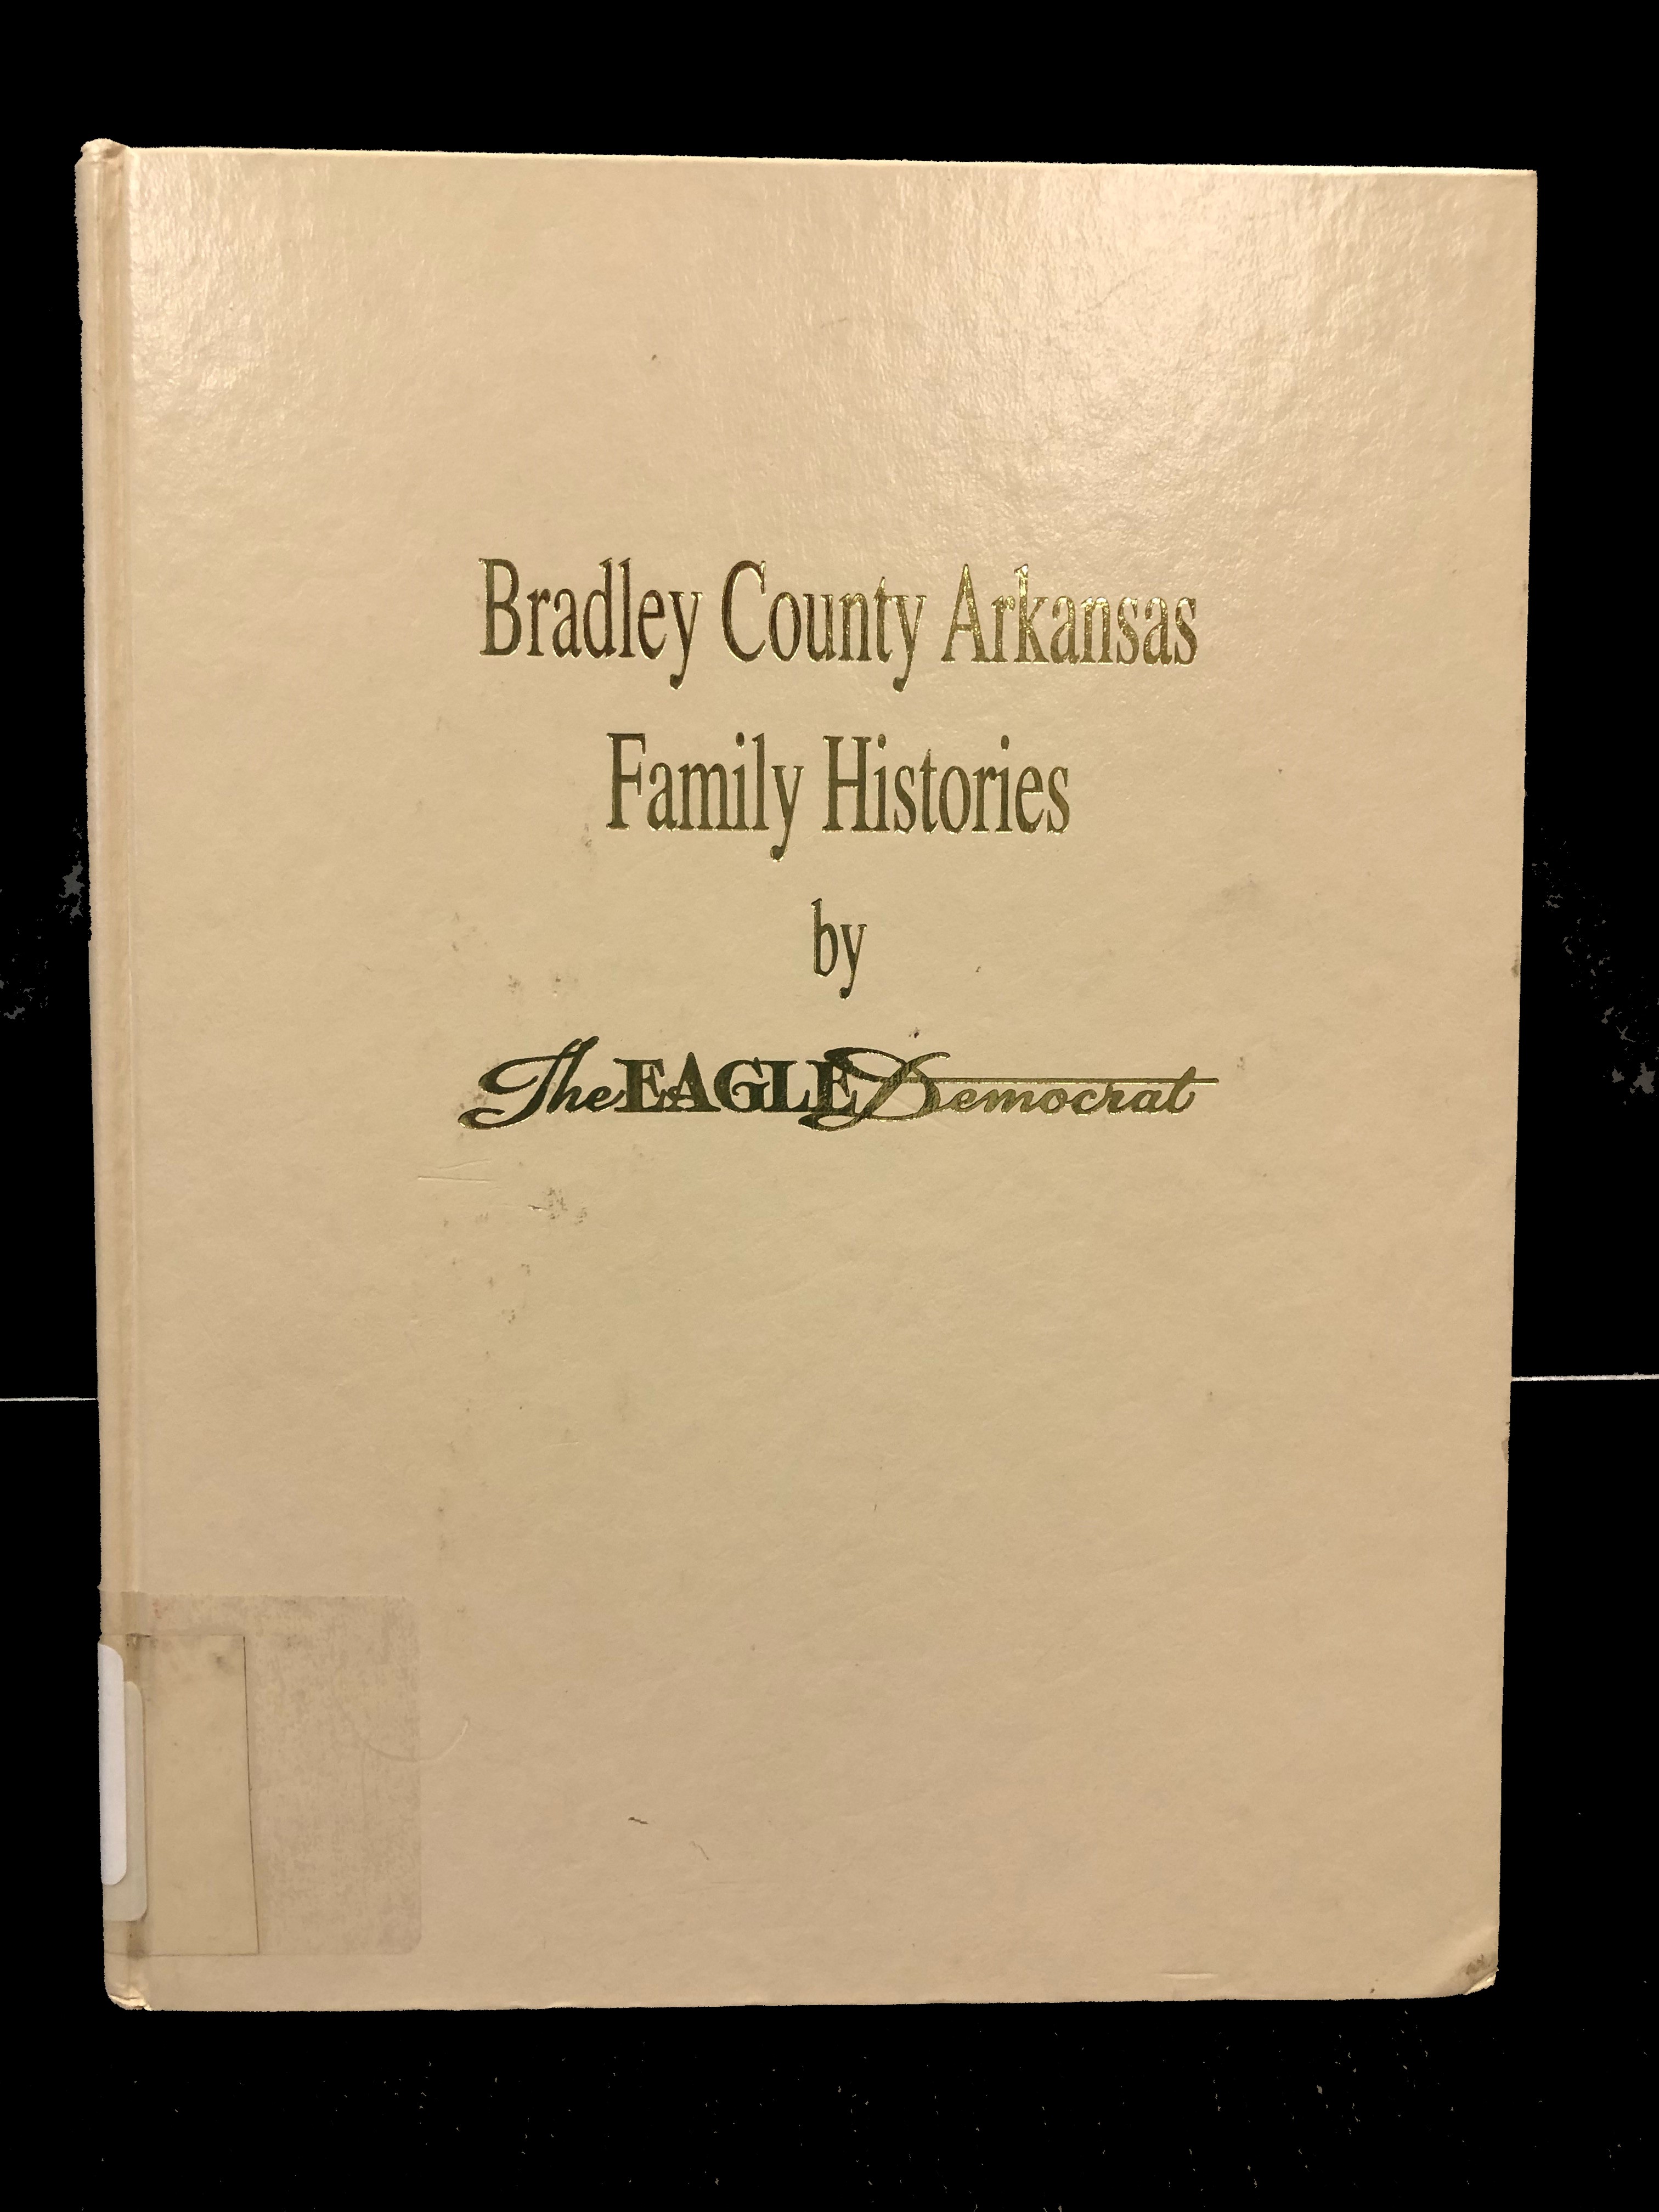 Bradley County Arkansas
Family Histories
by
The EAGLE Democrat